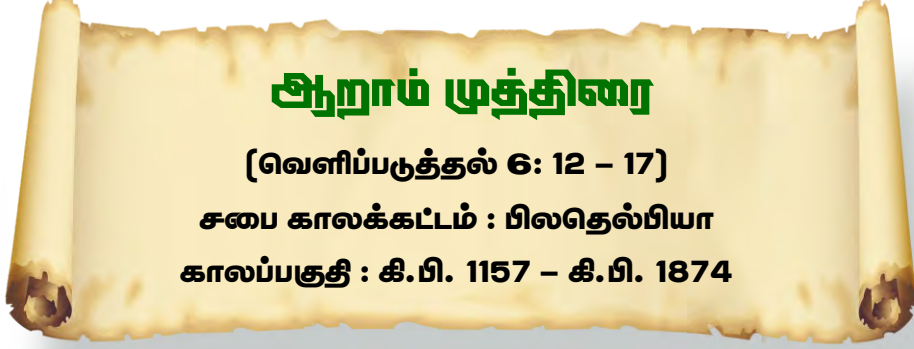 ஆறாம் முத்திரை
(வெளிப்படுத்தல் 6: 12 – 17)
சபை காலக்கட்டம் : பிலதெல்பியா
காலப்பகுதி : கி.பி. 1157 – கி.பி. 1874